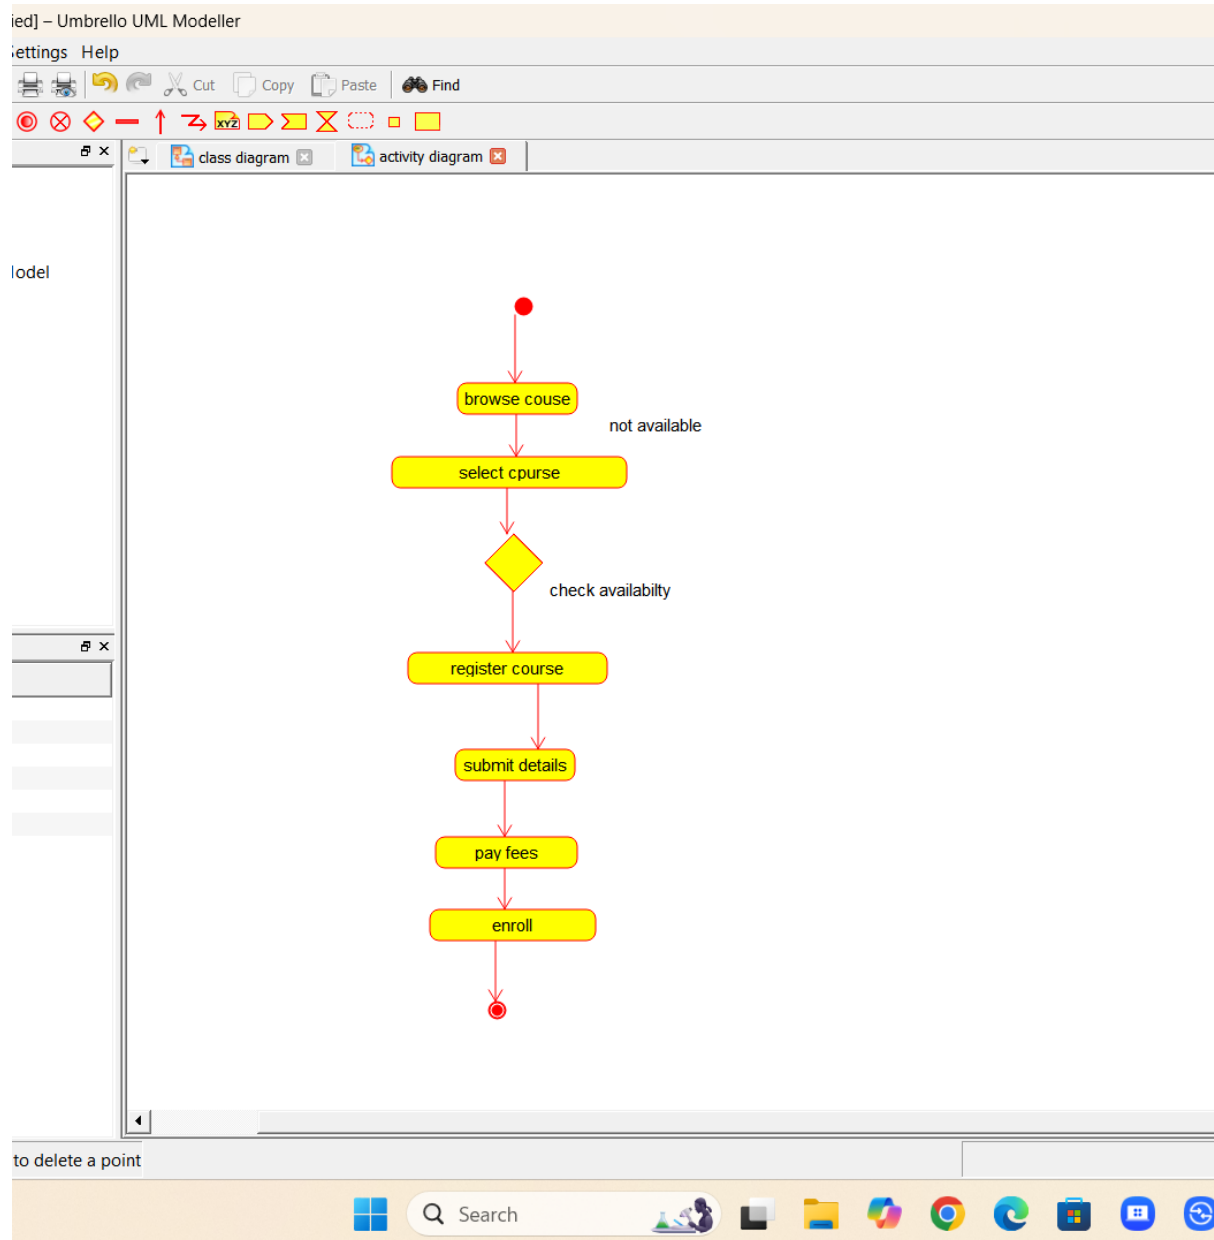 ied] – Umbrello UML Modeller
ettings Help
Cut Copy Paste Find
XYZ
class diagram activity diagram
lodel
browse couse
not available
select cpurse
check availabilty
register course
submit details
pay fees
enroll
to delete a point
Search